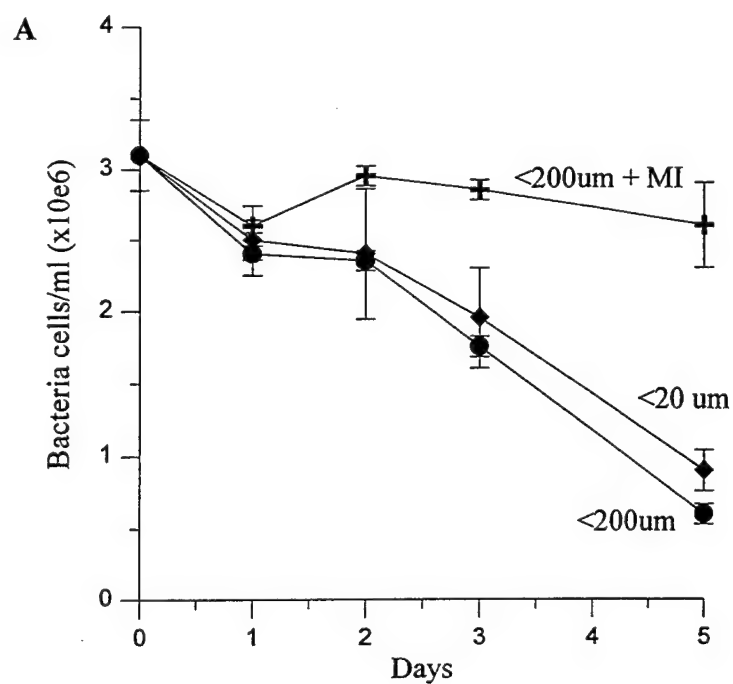 A
4
3
2
1
0
Bacteria cells/ml (x10e6)
<200um + MI
<20 um
<200um
0 1 2 3 4 5
Days